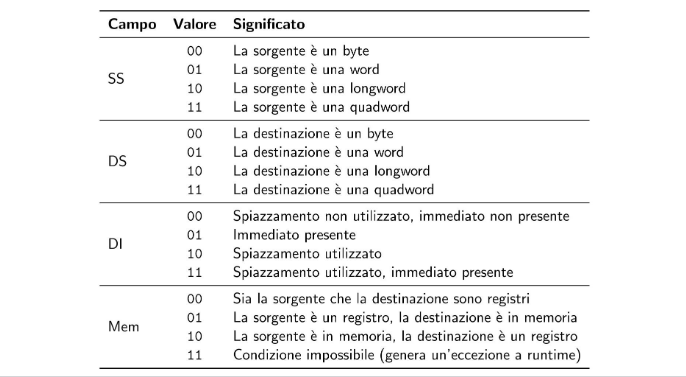 Campo Valore Significato
00 La sorgente è un byte
01 La sorgente è una word
SS
10 La sorgente è una longword
11 La sorgente è una quadword
00 La destinazione è un byte
01 La destinazione è una word
DS
10 La destinazione è una longword
11 La destinazione è una quadword
00 Spiazzamento non utilizzato, immediato non presente
01 Immediato presente
DI
10 Spiazzamento utilizzato
11 Spiazzamento utilizzato, immediato presente
00 Sia la sorgente che la destinazione sono registri
01 La sorgente è un registro, la destinazione è in memoria
Mem
10 La sorgente è in memoria, la destinazione è un registro
11 Condizione impossibile (genera un'eccezione a runtime)